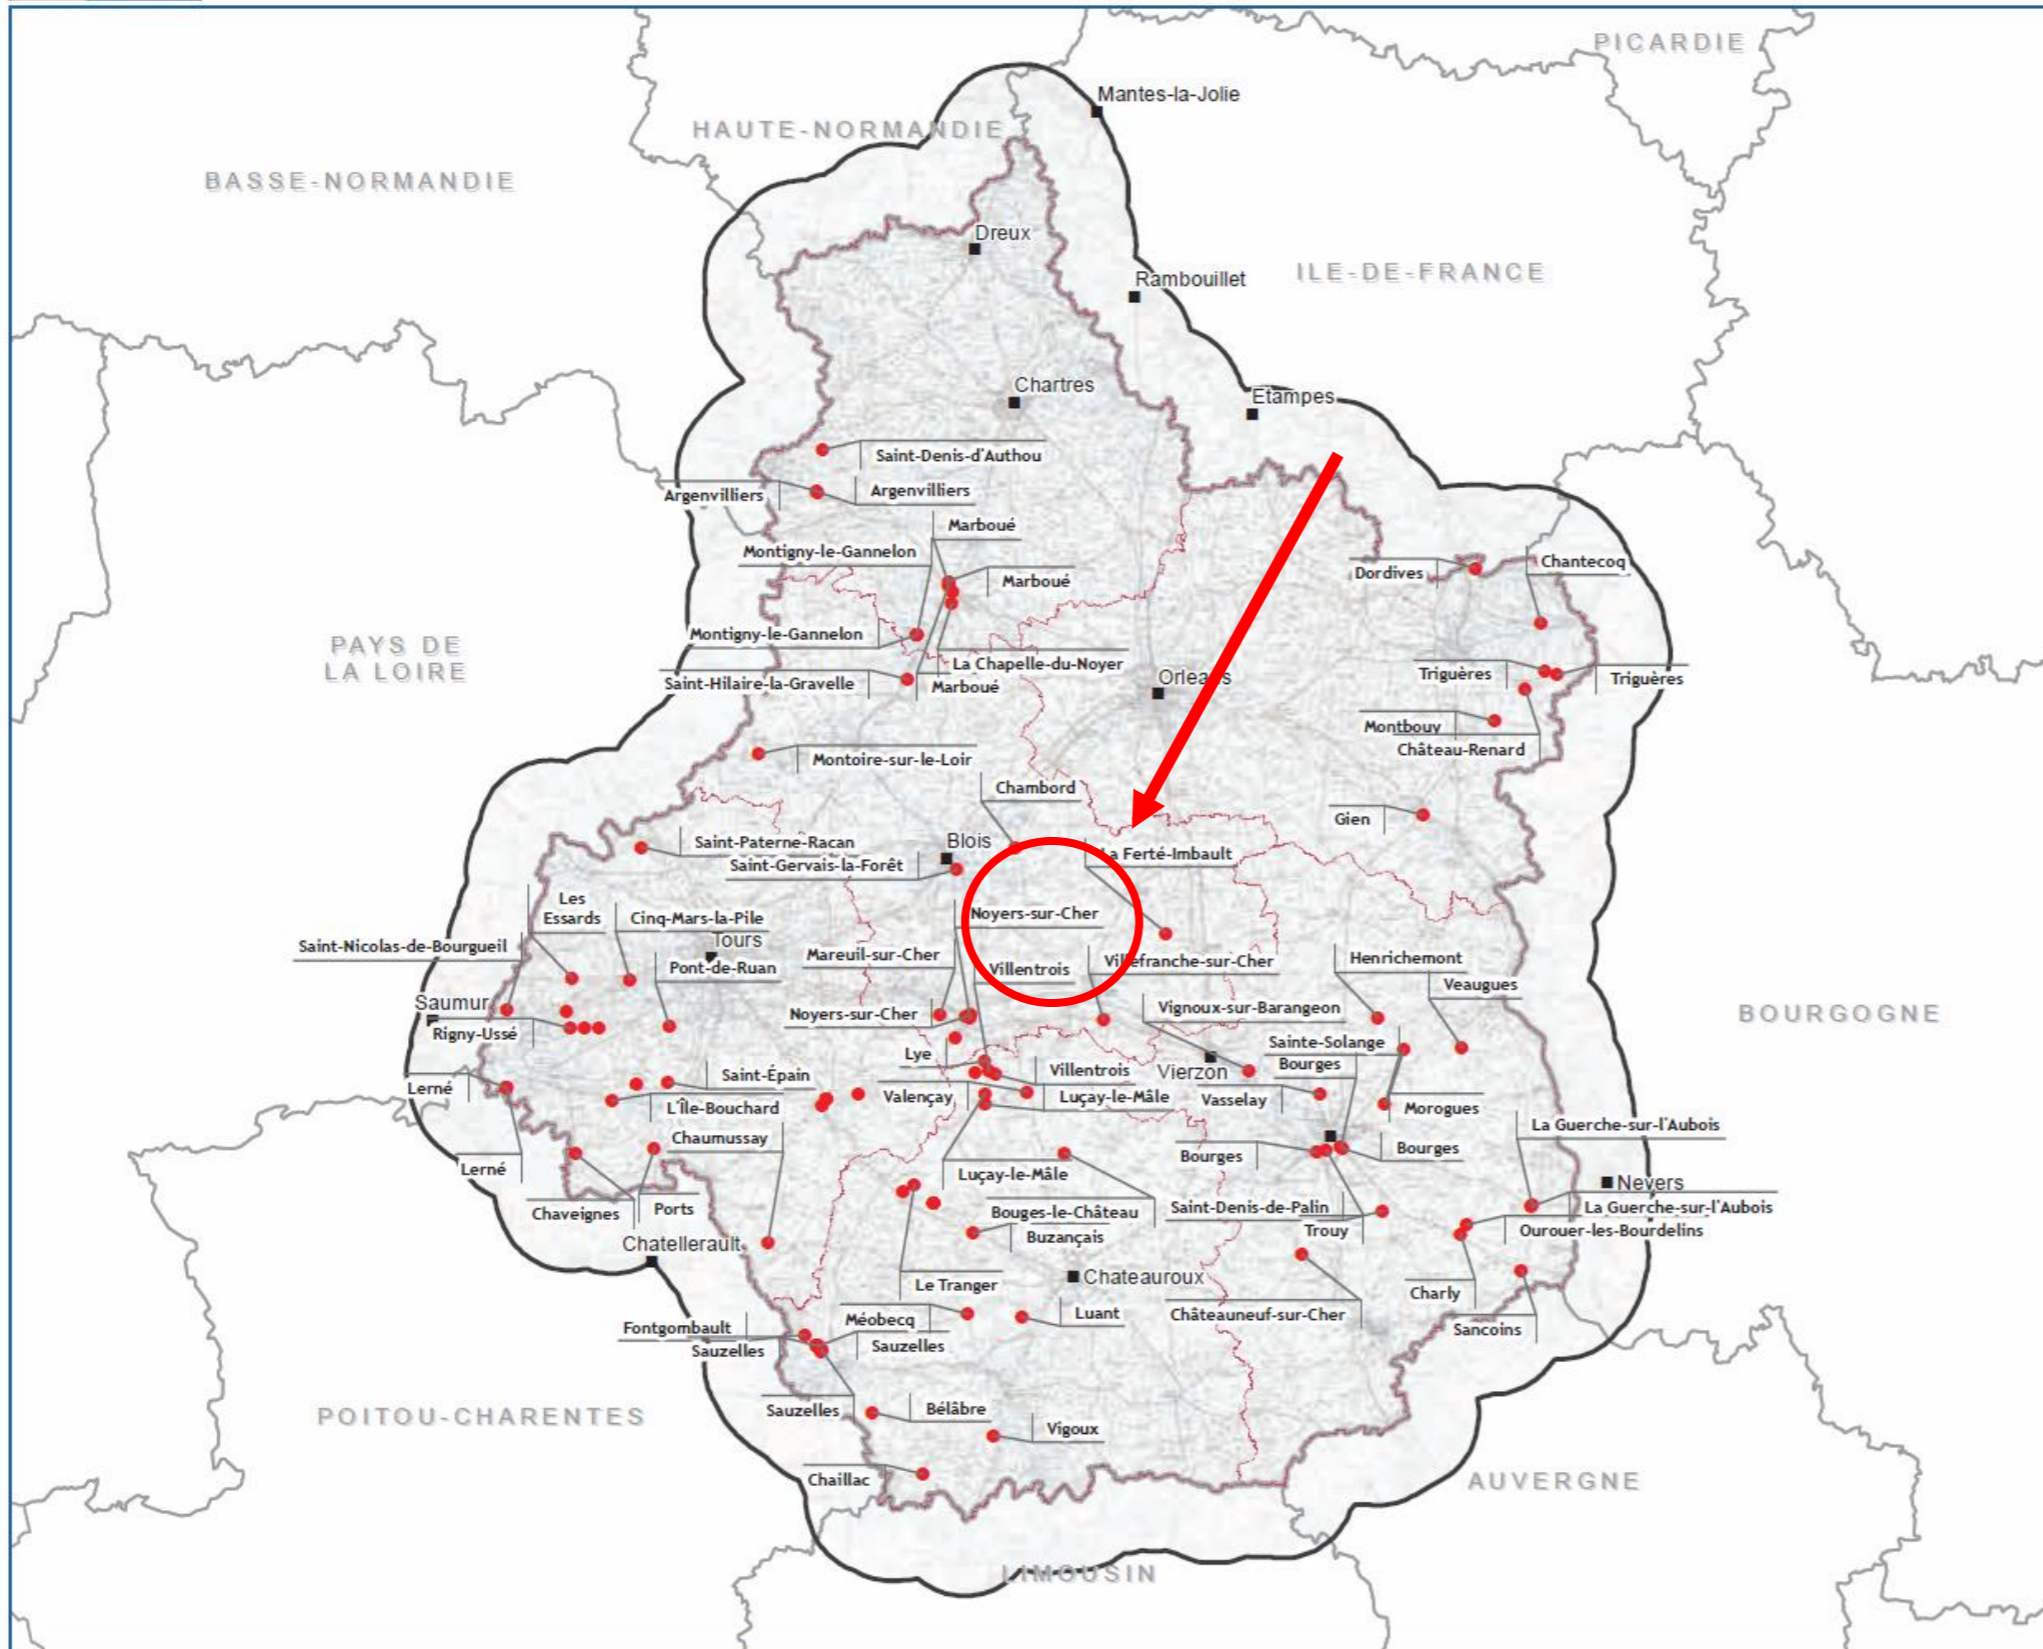 PICARDIE
Mantes-la-Jolie
HAUTE-NORMANDIE
BASSE-NORMANDIE
Dreux
ILE-DE-FRANCE
Rambouillet
Chartres
Etampes
Saint-Denis-d'Authou
Argenvilliers
Argenvilliers
Marboué
Montigny-le-Gannelon
Chantecoq
Dordives
Marboué
Montigny-le-Gannelon
PAYS DE
LA LOIRE
La Chapelle-du-Noyer
Orleans
Triguères
Triguères
Saint-Hilaire-la-Gravelle
Marboué
Montbouy
Château-Renard
Montoire-sur-le-Loir
Chambord
Gien
Saint-Paterne-Racan
Blois
La Ferté-Imbault
Saint-Gervais-la-Forêt
Les
Essards
Cinq-Mars-la-Pile
Noyers-sur-Cher
Tours
Saint-Nicolas-de-Bourgueil
Mareuil-sur-Cher
Villefranche-sur-Cher
Henrichemont
Pont-de-Ruan
Villentrois
Veaugues
Saumur
Noyers-sur-Cher
Vignoux-sur-Barangeon
BOURGOGNE
Rigny-Ussé
Sainte-Solange
Lye
Bourges
Villentrois
Vierzon
Saint-Épain
Lerné
Valençay
Luçay-le-Mâle
Vasselay
L'Île-Bouchard
Morogues
La Guerche-sur-l'Aubois
Chaumussay
Bourges
Bourges
Lerné
Luçay-le-Mâle
Nevers
Chaveignes
Ports
Bouges-le-Château
Saint-Denis-de-Palin
La Guerche-sur-l'Aubois
Buzançais
Trouy
Ourouer-les-Bourdelins
Chatellerault
Chateauroux
Le Tranger
Charly
Méobecq
Luant
Châteauneuf-sur-Cher
Fontgombault
Sancoins
Sauzelles
Sauzelles
Sauzelles
Bélâbre
POITOU-CHARENTES
Vigoux
Chaillac
AUVERGNE
LIMOUSIN